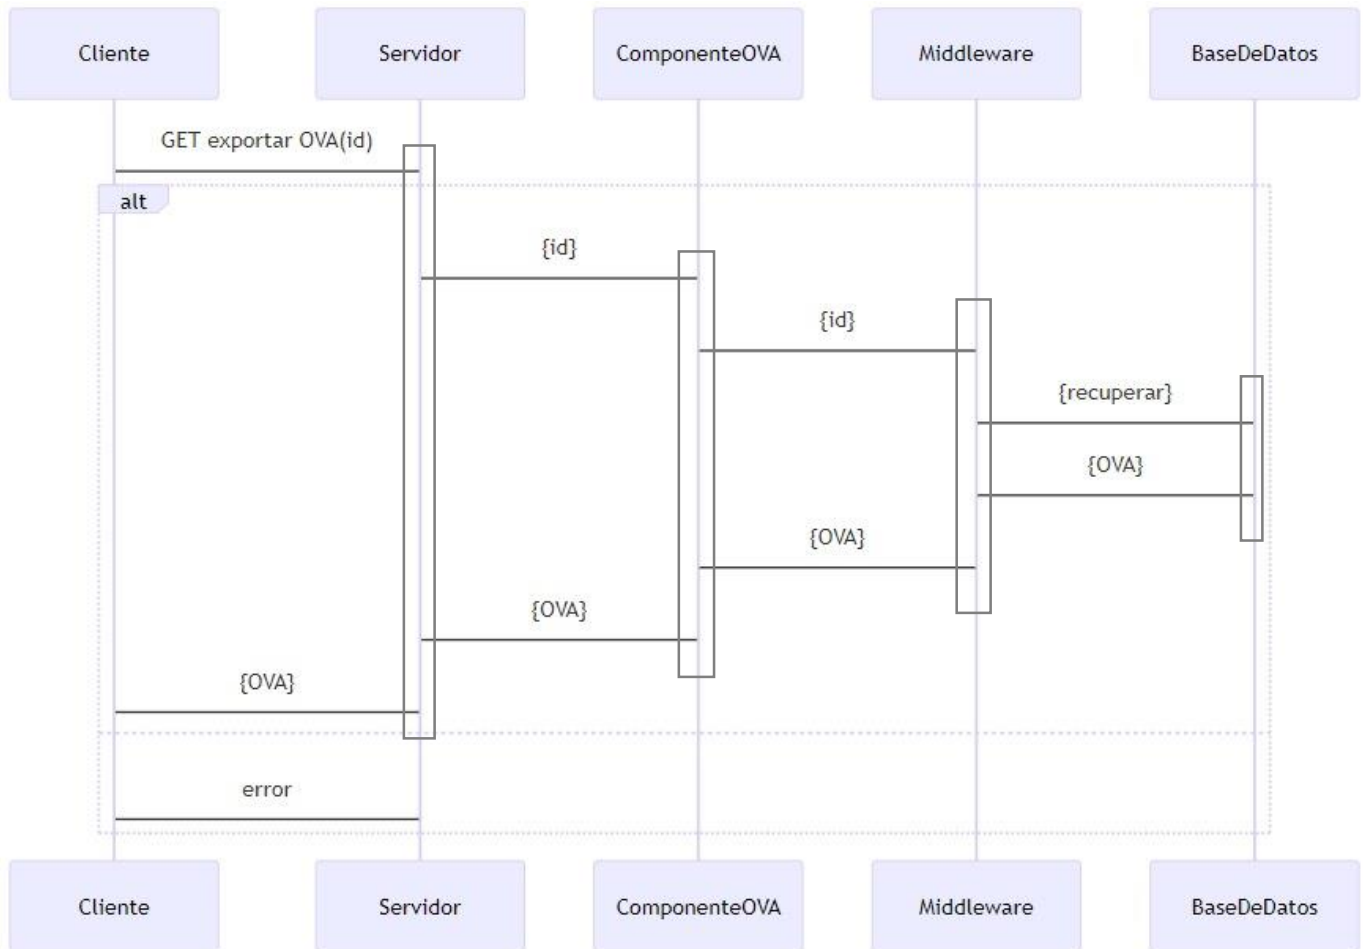 Cliente
Servidor
ComponenteOVA
Middleware
BaseDeDatos
GET exportar OVA(id)
alt
{id}
{id}
{recuperar}
{OVA}
{OVA}
{OVA}
{OVA}
error
Cliente
Servidor
ComponenteOVA
Middleware
BaseDeDatos